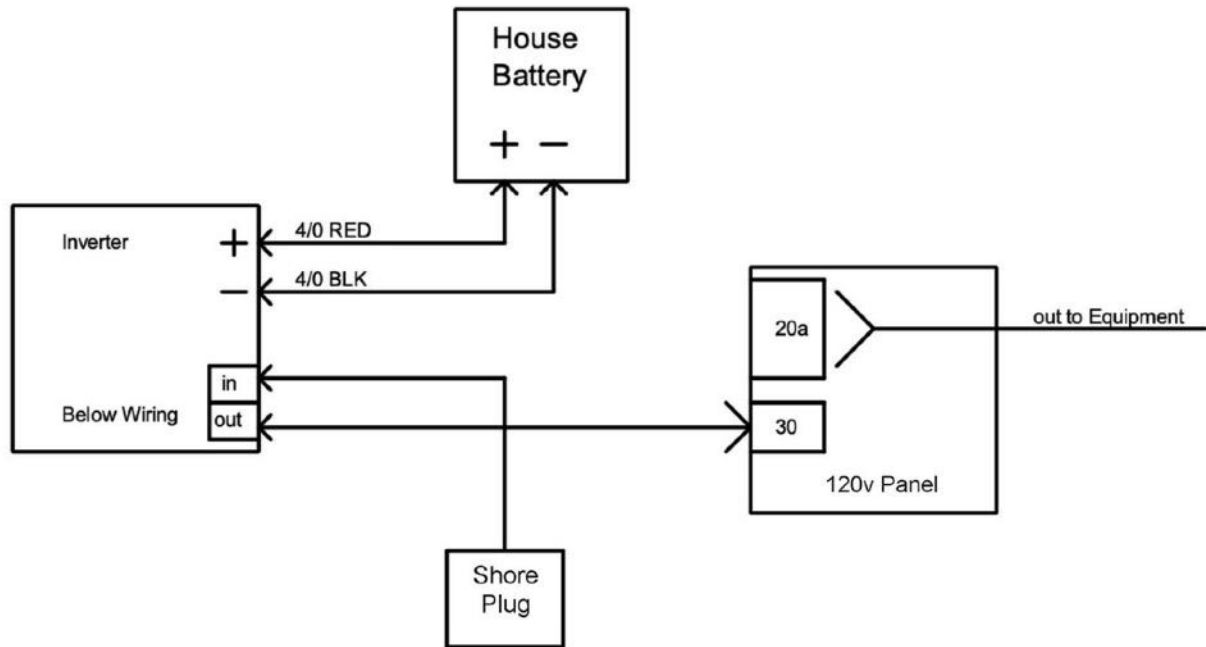 House
Battery
+ −
Inverter
+
4/0 RED
−
4/0 BLK
in
Below Wiring
out
20a
out to Equipment
30
120v Panel
Shore
Plug